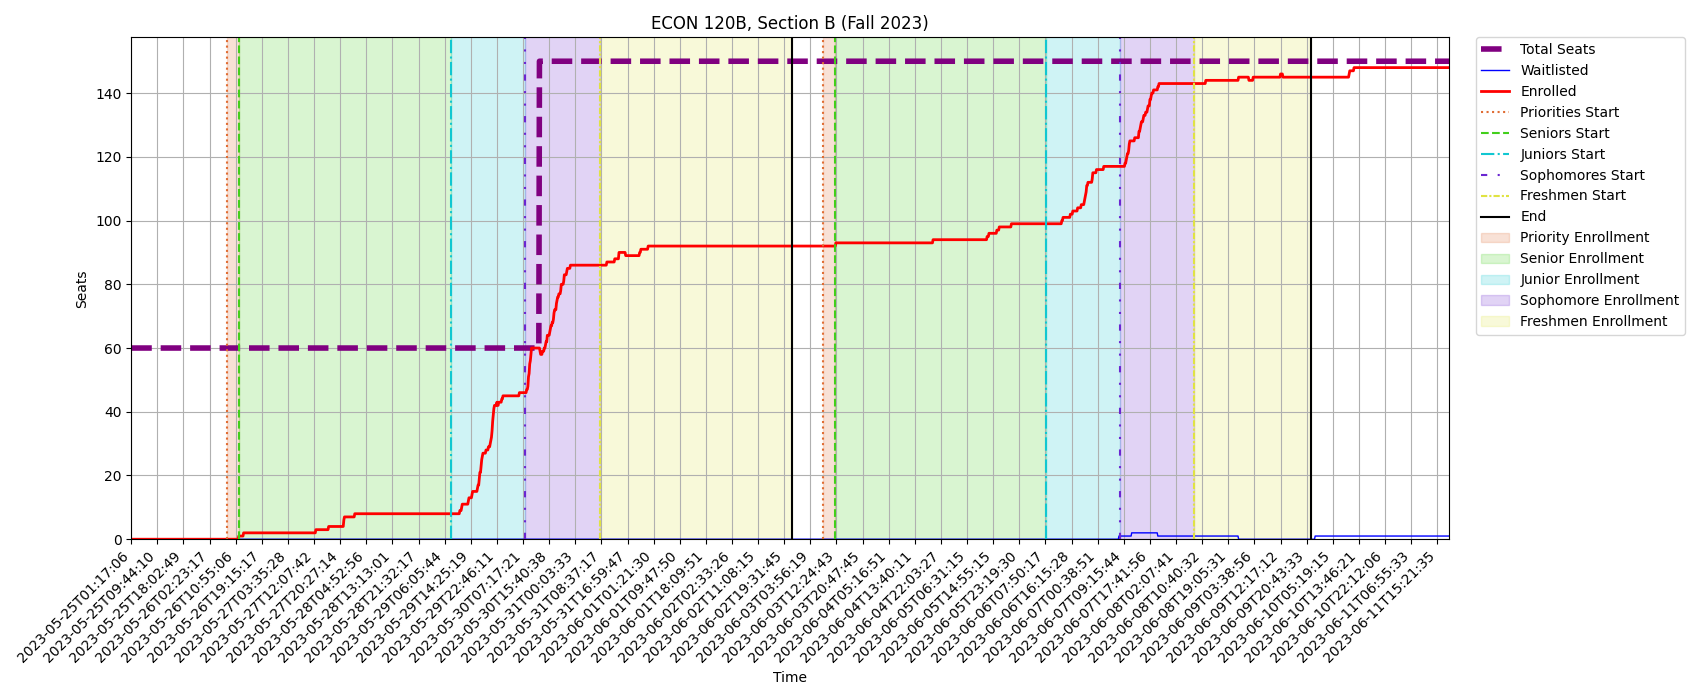 ECON 120B, Section B (Fall 2023)
Total Seats
Waitlisted
Enrolled
Priorities Start
Seniors Start
Juniors Start
Sophomores Start
Freshmen Start
End
Priority Enrollment
Senior Enrollment
Junior Enrollment
Sophomore Enrollment
Freshmen Enrollment
Seats
140
120
100
80
60
40
20
0
2023-05-25T01:17:06
2023-05-25T09:44:10
2023-05-25T18:02:49
2023-05-26T02:23:17
2023-05-26T10:55:06
2023-05-26T19:15:17
2023-05-27T03:35:28
2023-05-27T12:07:42
2023-05-27T20:27:14
2023-05-28T04:52:56
2023-05-28T13:13:01
2023-05-28T21:32:17
2023-05-29T06:05:44
2023-05-29T14:25:19
2023-05-29T22:46:11
2023-05-30T07:17:21
2023-05-30T15:40:38
2023-05-31T00:03:33
2023-05-31T08:37:17
2023-05-31T16:59:47
2023-06-01T01:21:30
2023-06-01T09:47:50
2023-06-01T18:09:51
2023-06-02T02:33:26
2023-06-02T11:08:15
2023-06-02T19:31:45
2023-06-03T03:56:19
2023-06-03T12:24:43
2023-06-03T20:47:45
2023-06-04T05:16:51
2023-06-04T13:40:11
2023-06-04T22:03:27
2023-06-05T06:31:15
2023-06-05T14:55:15
2023-06-05T23:19:30
2023-06-06T07:50:17
2023-06-06T16:15:28
2023-06-07T00:38:51
2023-06-07T09:15:44
2023-06-07T17:41:56
2023-06-08T02:07:41
2023-06-08T10:40:32
2023-06-08T19:05:31
2023-06-09T03:38:56
2023-06-09T12:17:12
2023-06-09T20:43:33
2023-06-10T05:19:15
2023-06-10T13:46:21
2023-06-10T22:12:06
2023-06-11T06:55:33
2023-06-11T15:21:35
Time